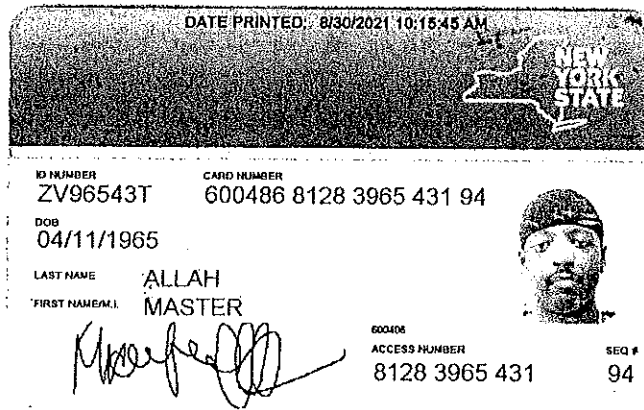 DATE PRINTED: 8/30/2021 10:15:45 AM
NEW
YORK
STATE
ID NUMBER CARD NUMBER
ZV96543T 600486 8128 3965 431 94
DOB
04/11/1965
LAST NAME ALLAH
FIRST NAME/M.I. MASTER
600486
ACCESS NUMBER SEQ #
8128 3965 431 94